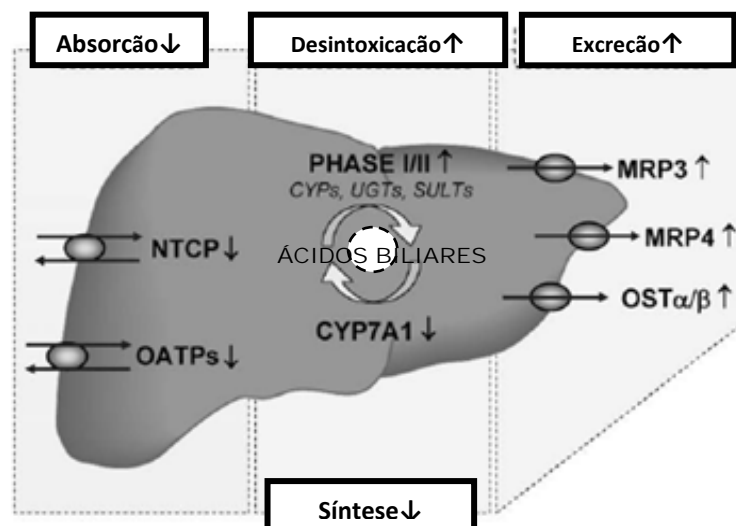 Absorcão↓
Desintoxicacão↑
Excrecão↑
PHASE I/II ↑
CYPs, UGTs, SULTs
MRP3 ↑
NTCP ↓
ÁCIDOS BILIARES
MRP4 ↑
CYP7A1 ↓
OSTα/β ↑
OATPs ↓
Síntese↓